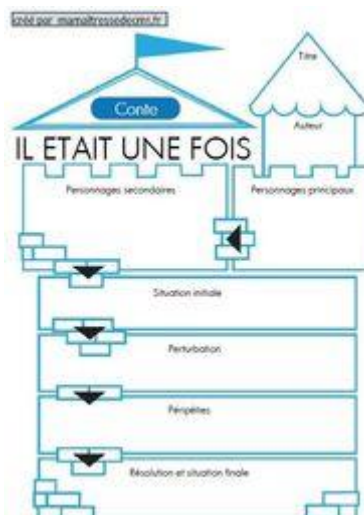 créé par mamaitressedecm1.fr
Titre
Conte
Auteur
IL ETAIT UNE FOIS
Personnages secondaires
Personnages principaux
Situation initiale
Perturbation
Péripéties
Résolution et situation finale